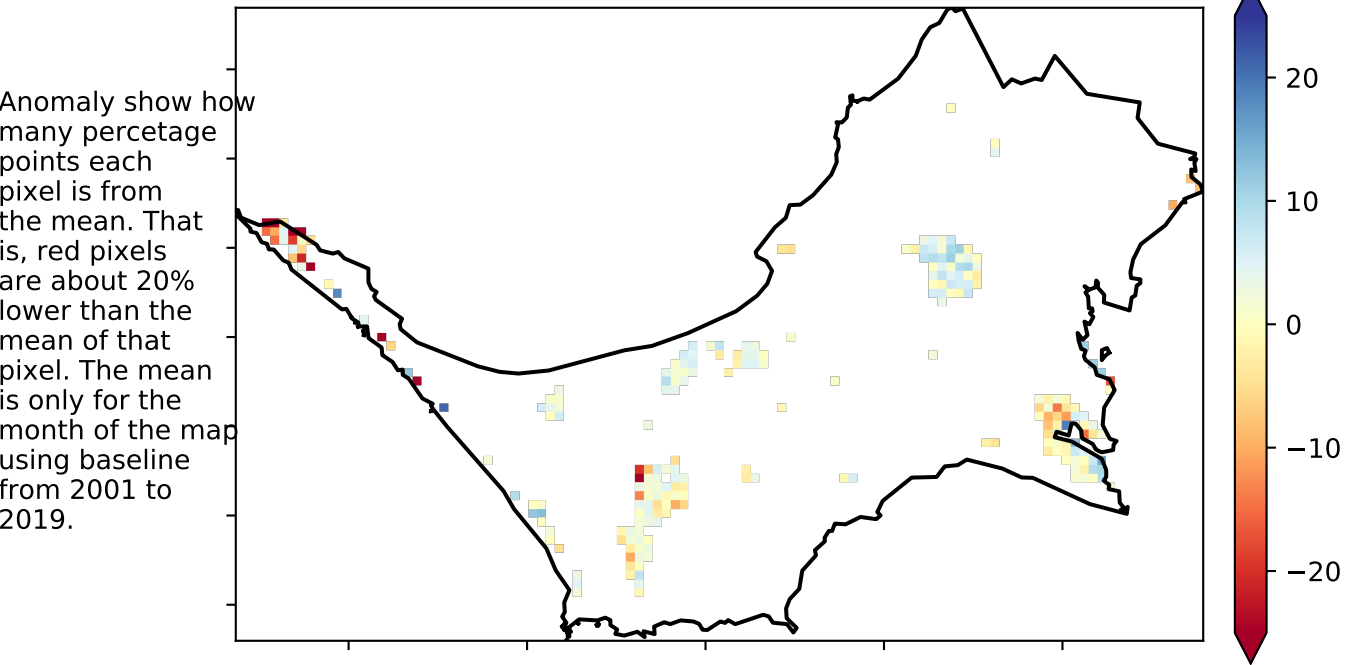 Anomaly show how
many percetage
points each
pixel is from
the mean. That
is, red pixels
are about 20%
lower than the
mean of that
pixel. The mean
is only for the
month of the map
using baseline
from 2001 to
2019.
20
10
0
−10
−20